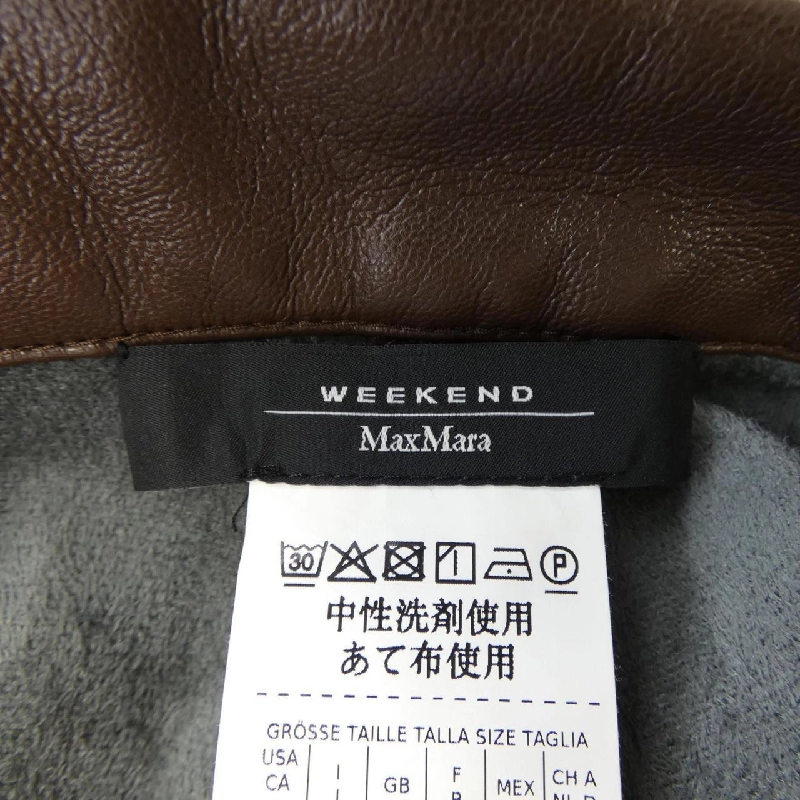 WEEKEND
MaxMara
30 P
中性洗剤使用
あて布使用
GRÖSSE TAILLE TALLA SIZE TAGLIA
USA I GB F MEX CH A
CA